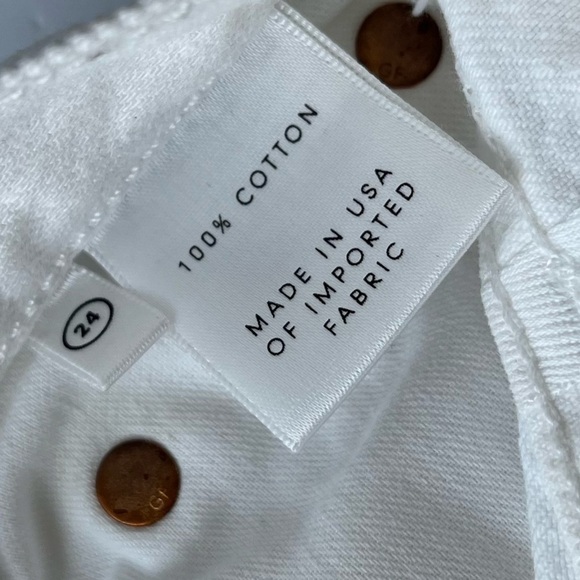 100% COTTON
MADE IN USA
OF IMPORTED
FABRIC
24